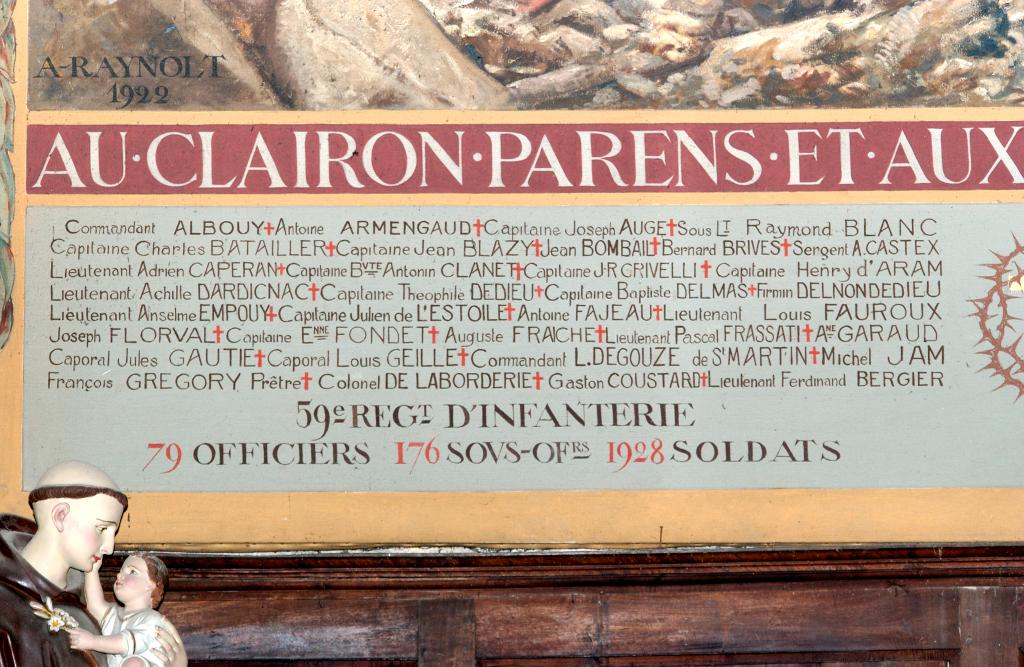 A-RAYNOLT
1922
AU·CLAIRON·PARENS·ET·AUX
Commandant ALBOUY✝Antoine ARMENGAUD✝Capitaine Joseph AUGE✝Sous LT Raymond BLANC
Capitaine Charles BATAILLER✝Capitaine Jean BLAZY✝Jean BOMBAIL✝Bernard BRIVES✝Sergent A.CASTEX
Lieutenant Adrien CAPERAN✝Capitaine BVTE Antonin CLANET✝Capitaine J-R CRIVELLI✝Capitaine Henry d'ARAM
Lieutenant Achille DARDIGNAC✝Capitaine Theophile DEDIEU✝Capitaine Baptiste DELMAS✝Firmin DELNONDEDIEU
Lieutenant Anselme EMPOUY✝Capitaine Julien de L'ESTOILE✝Antoine FAJEAU✝Lieutenant Louis FAUROUX
Joseph FLORVAL✝Capitaine ENNE FONDET✝Auguste FRAICHE✝Lieutenant Pascal FRASSATI✝ANE GARAUD
Caporal Jules GAUTIE✝Caporal Louis GEILLE✝Commandant L.DEGOUZE de ST MARTIN✝Michel JAM
François GREGORY Prêtre✝Colonel DE LABORDERIE✝Gaston COUSTARD✝Lieutenant Ferdinand BERGIER
59e REGT D'INFANTERIE
79 OFFICIERS 176 SOVS-OFRS 1928 SOLDATS